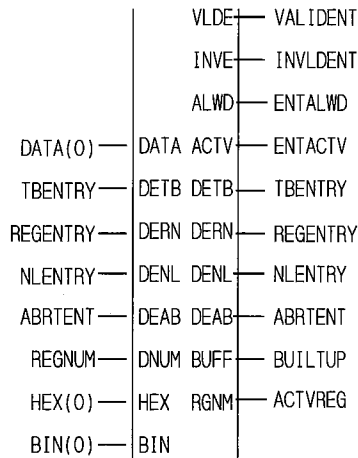 VLDE VALIDENT
INVE INVLDENT
ALWD ENTALWD
DATA(0) DATA ACTV ENTACTV
TBENTRY DETB DETB TBENTRY
REGENTRY DERN DERN REGENTRY
NLENTRY DENL DENL NLENTRY
ABRTENT DEAB DEAB ABRTENT
REGNUM DNUM BUFF BUILTUP
HEX(0) HEX RGNM ACTVREG
BIN(0) BIN